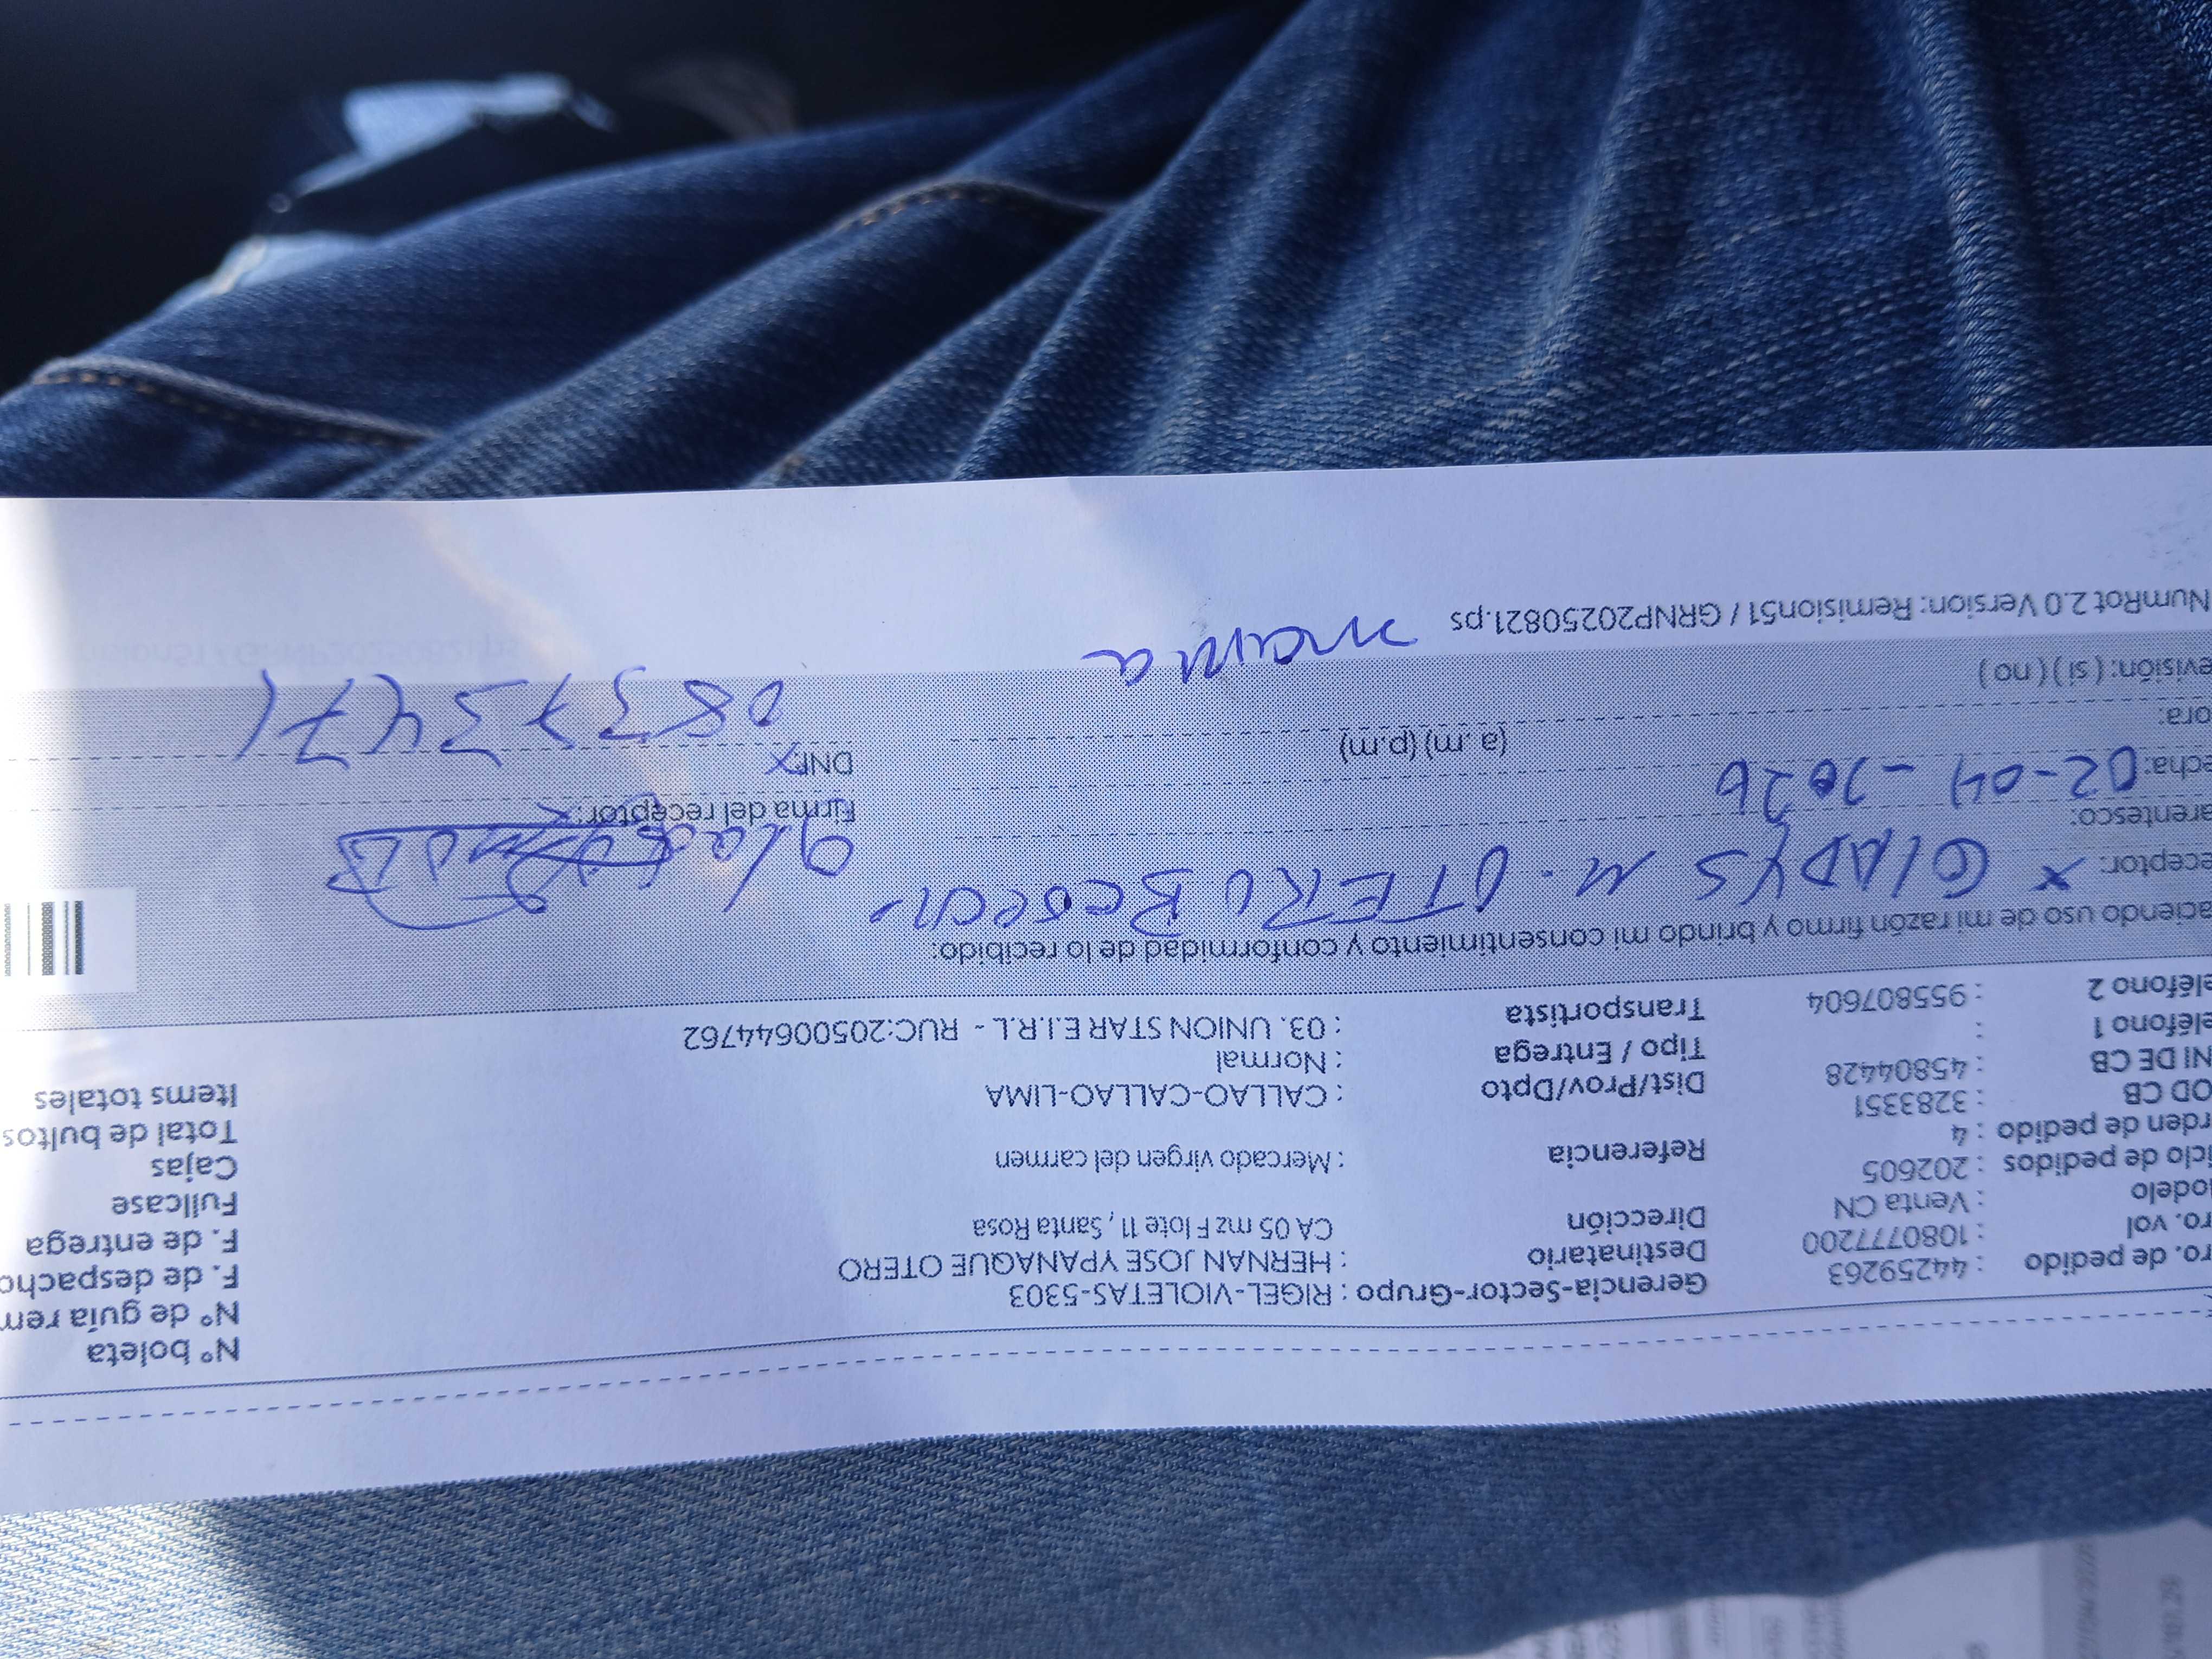 Nº boleta
Gerencia-Sector-Grupo : RIGEL-VIOLETAS-5303
Nº de guía rem
ro. de pedido : 44259263
Destinatario : HERNAN JOSE YPANAQUE OTERO
F. de despacho
ro. vol : 108077200
Dirección CA 05 mz F lote 11, Santa Rosa
F. de entrega
odelo : Venta CN
Fullcase
iclo de pedidos : 202605
Referencia : Mercado virgen del carmen
Cajas
rden de pedido : 4
Total de bultos
OD CB : 3283351
Dist/Prov/Dpto : CALLAO-CALLAO-LIMA
Items totales
NI DE CB : 45804428
Tipo / Entrega : Normal
eléfono 1 :
Transportista : 03. UNION STAR E.I.R.L - RUC:20500644762
eléfono 2 : 955807604
aciendo uso de mi razón firmo y brindo mi consentimiento y conformidad de lo recibido:
eceptor: x GLADYS M. OTERO
arentesco:
Firma del receptor:
echa: 02-04-2026
DNI: x 08373471
ora: (a. m) (p.m)
evisión: ( si ) ( no )
mama
NumRot 2.0 Version: Remision51 / GRNP20250821.ps